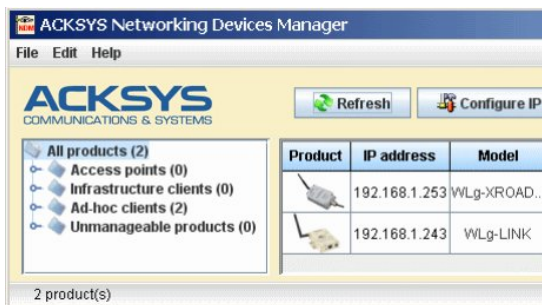 ACKSYS Networking Devices Manager
File Edit Help
ACKSYS
COMMUNICATIONS & SYSTEMS
Refresh
Configure IP
All products (2)
Access points (0)
Infrastructure clients (0)
Ad-hoc clients (2)
Unmanageable products (0)
Product IP address Model
192.168.1.253 WLg-XROAD..
192.168.1.243 WLg-LINK
2 product(s)